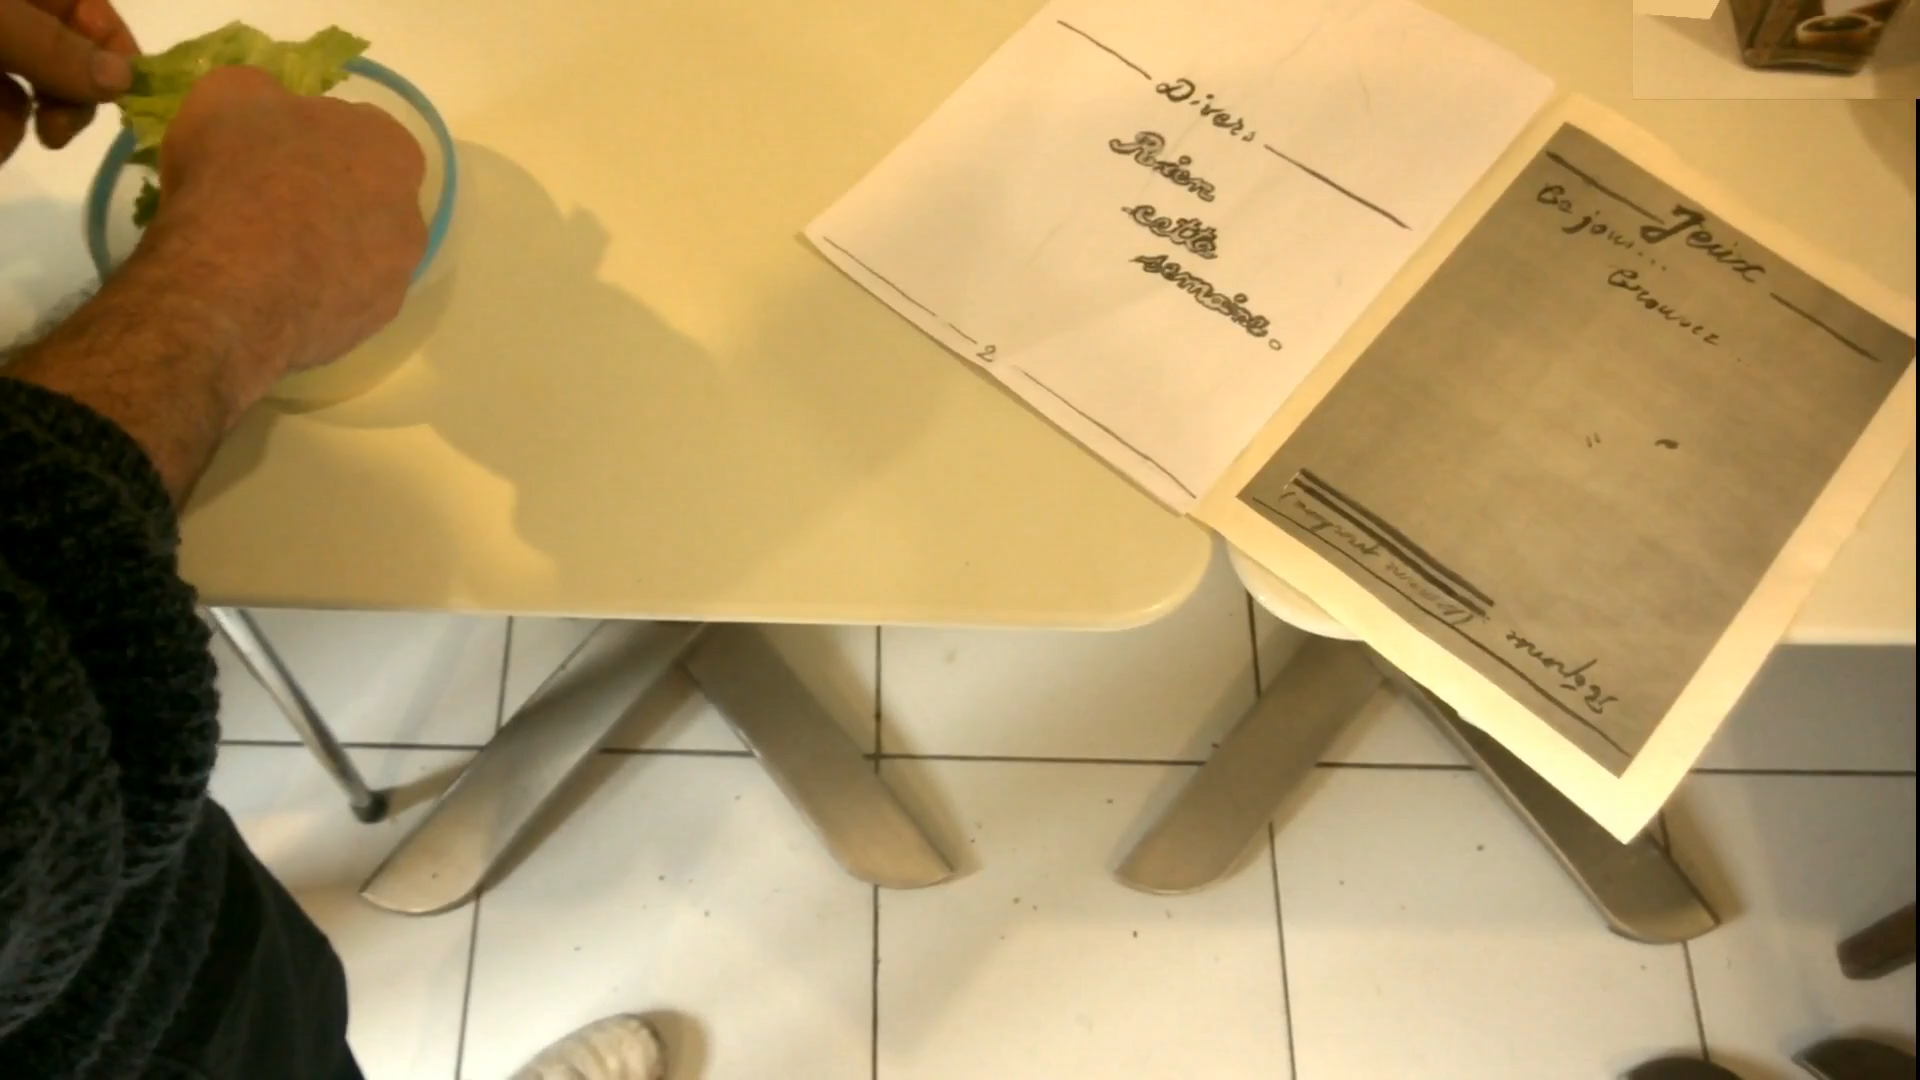 Divers
Rien
cette
semaine.
2
Jeux
Ce jour...
Trouvez
Réponse :